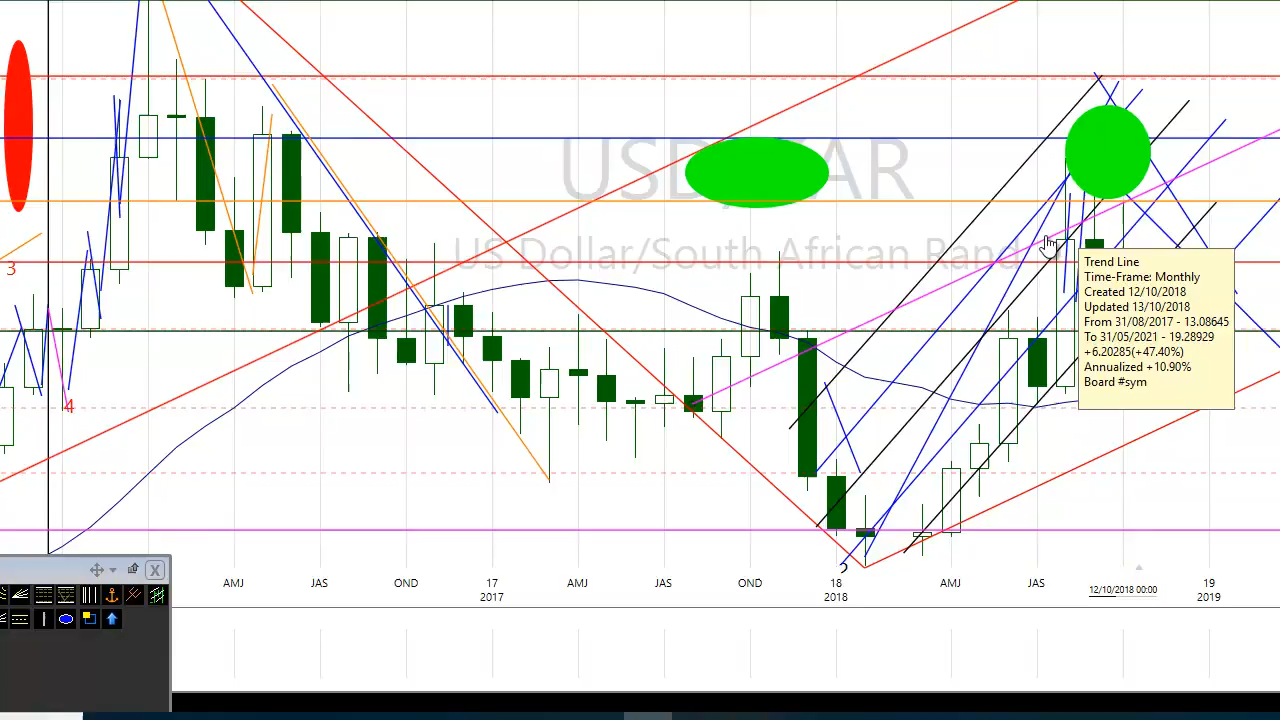 USD
AR
US Dollar/South African Rand
3
4
Trend Line
Time-Frame: Monthly
Created 12/10/2018
Updated 13/10/2018
From 31/08/2017 - 13.08645
To 31/05/2021 - 19.28929
+6.20285(+47.40%)
Annualized +10.90%
Board #sym
X
AMJ JAS OND 17 AMJ JAS OND 18 AMJ JAS 19
2017 2018 12/10/2018 00:00 2019